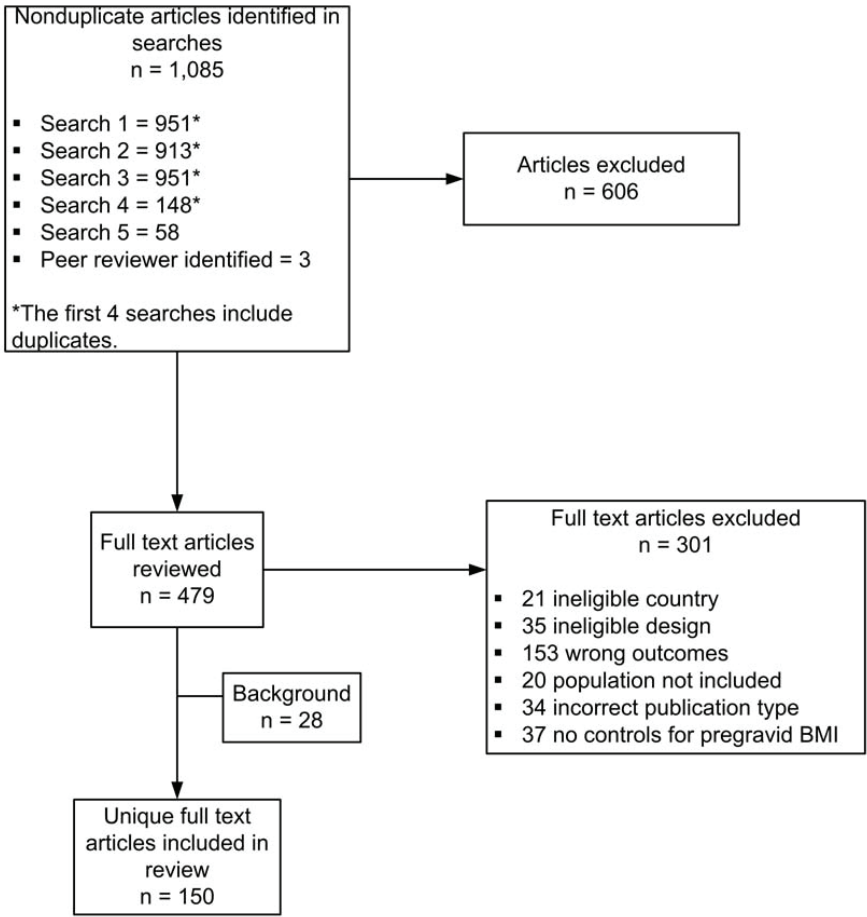 Nonduplicate articles identified in
searches
n = 1,085
▪ Search 1 = 951*
▪ Search 2 = 913*
▪ Search 3 = 951*
▪ Search 4 = 148*
▪ Search 5 = 58
▪ Peer reviewer identified = 3
*The first 4 searches include
duplicates.
Articles excluded
n = 606
Full text articles
reviewed
n = 479
Full text articles excluded
n = 301
▪ 21 ineligible country
▪ 35 ineligible design
▪ 153 wrong outcomes
▪ 20 population not included
▪ 34 incorrect publication type
▪ 37 no controls for pregravid BMI
Background
n = 28
Unique full text
articles included in
review
n = 150